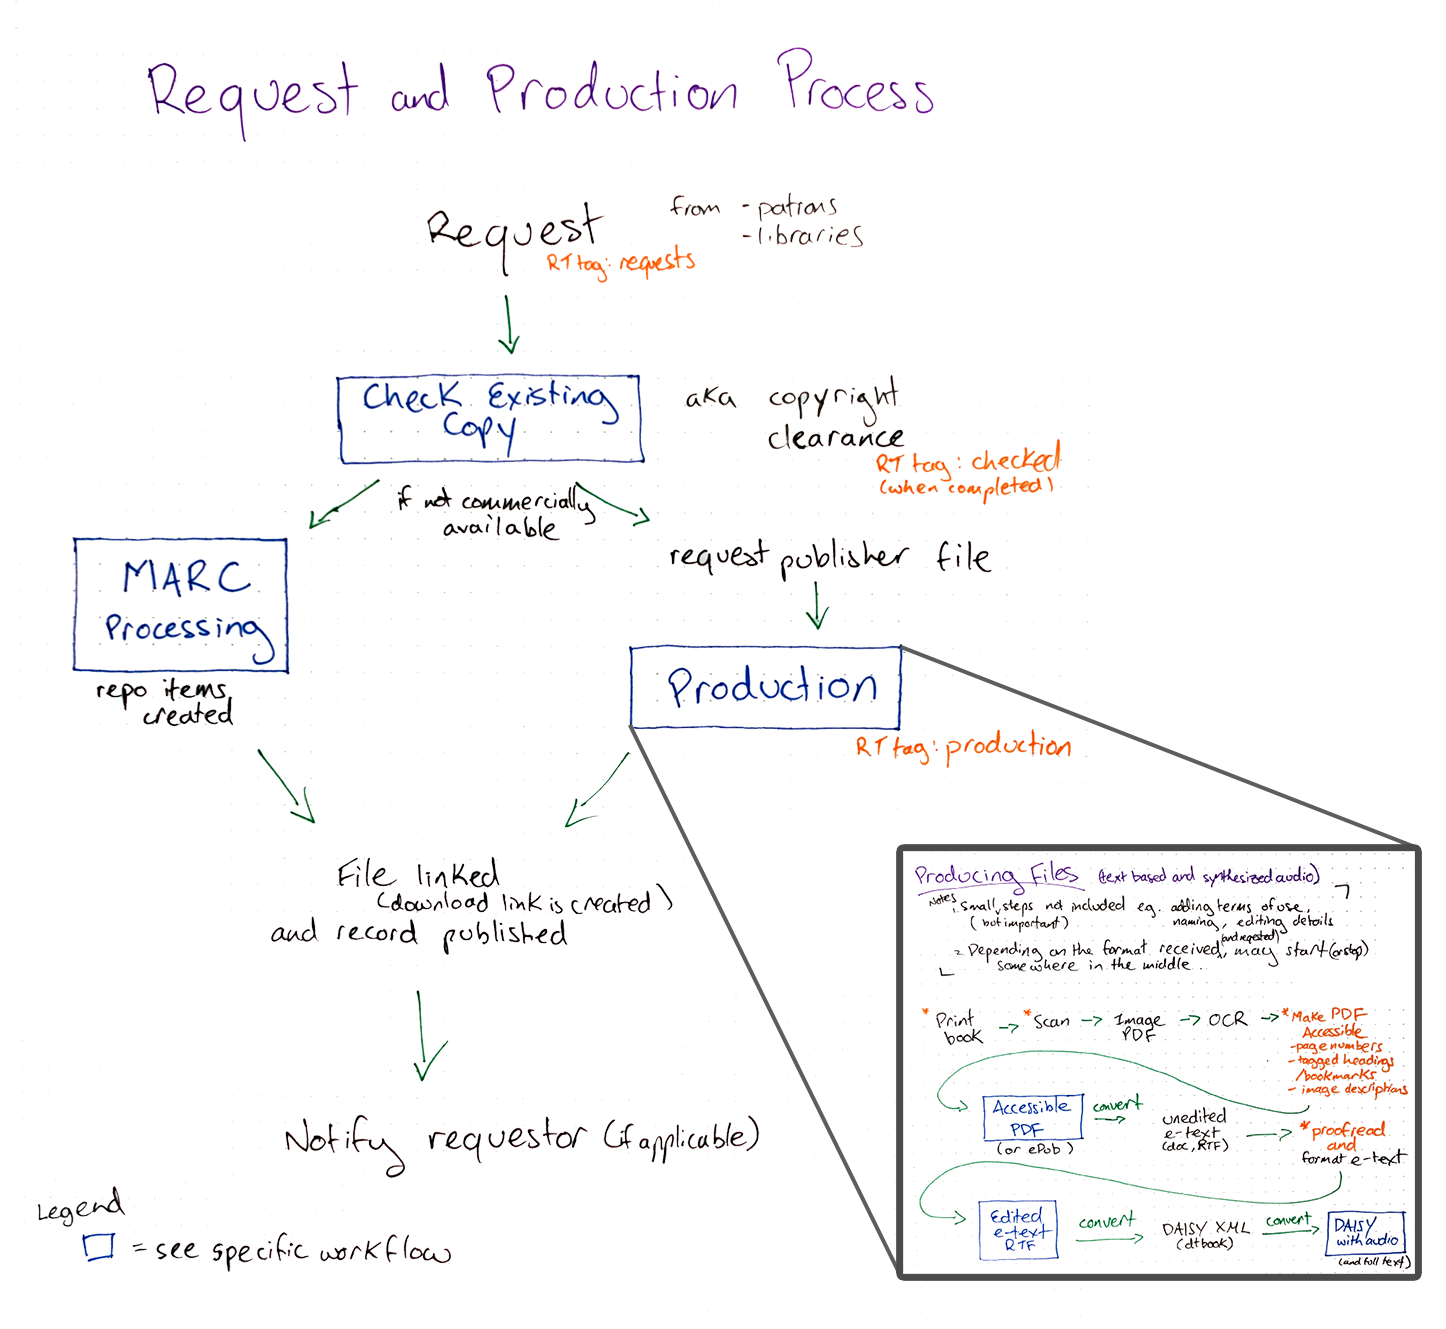 Request and Production Process
Request
from - patrons
- libraries
RT tag: requests
Check Existing
Copy
aka copyright
clearance
RT tag: checked
(when completed)
if not commercially
available
MARC
Processing
repo items
created
request publisher file
Production
RT tag: production
File linked
(download link is created)
and record published
Notify requestor (if applicable)
Legend
= see specific workflow
Producing Files (text based and synthesized audio)
Notes
1. Small steps not included e.g. adding terms of use,
(but important) naming, editing details
(and requested)
2. Depending on the format received, may start (or stop)
somewhere in the middle.
* Print
book
* Scan
Image
PDF
OCR
* Make PDF
Accessible
- page numbers
- tagged headings
/bookmarks
- image descriptions
Accessible
PDF
(or ePub)
convert
unedited
e-text
(doc, RTF)
* proofread
and
format e-text
Edited
e-text
RTF
convert
DAISY XML
(dtbook)
convert
DAISY
with audio
(and full text)